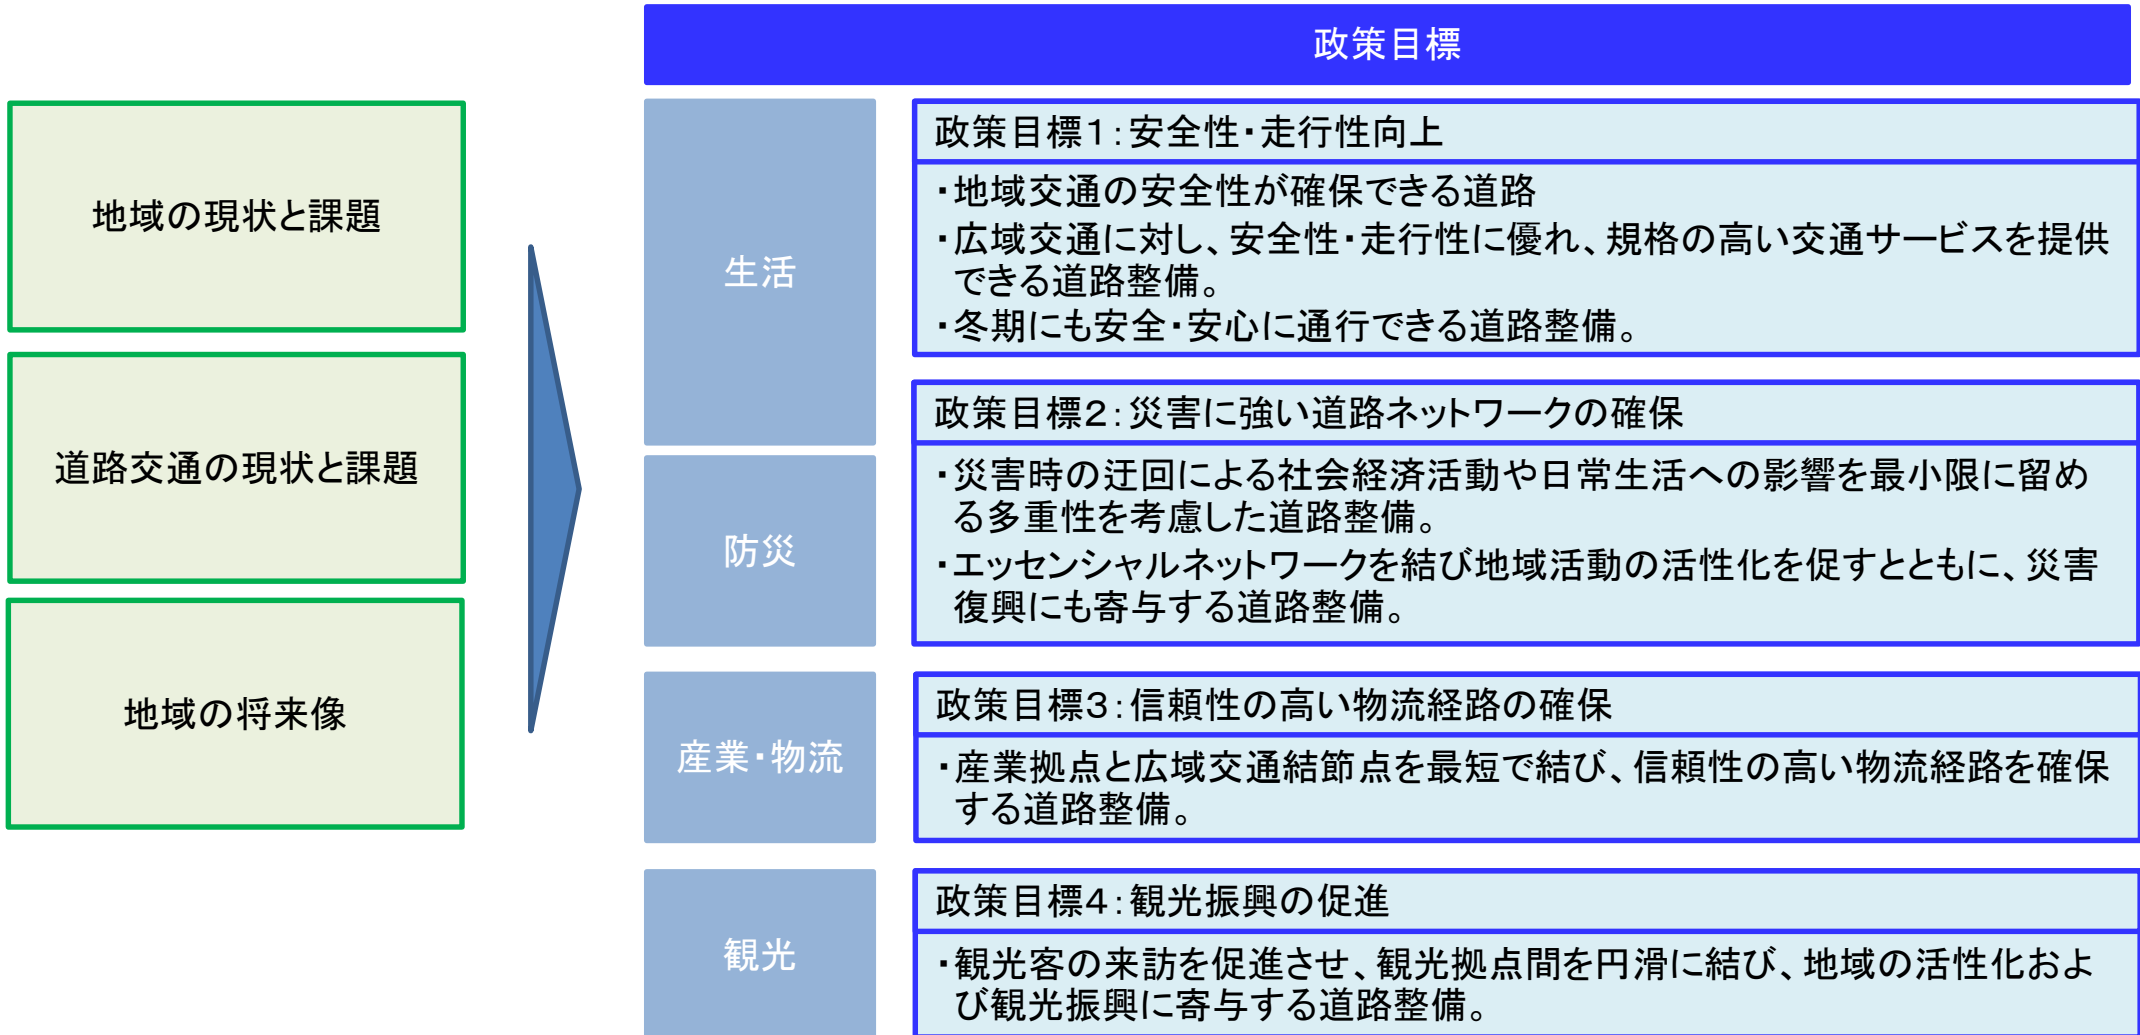 政策目標
地域の現状と課題
道路交通の現状と課題
地域の将来像
生活
政策目標1：安全性・走行性向上
・地域交通の安全性が確保できる道路
・広域交通に対し、安全性・走行性に優れ、規格の高い交通サービスを提供
できる道路整備。
・冬期にも安全・安心に通行できる道路整備。
防災
政策目標2：災害に強い道路ネットワークの確保
・災害時の迂回による社会経済活動や日常生活への影響を最小限に留め
る多重性を考慮した道路整備。
・エッセンシャルネットワークを結び地域活動の活性化を促すとともに、災害
復興にも寄与する道路整備。
産業・物流
政策目標3：信頼性の高い物流経路の確保
・産業拠点と広域交通結節点を最短で結び、信頼性の高い物流経路を確保
する道路整備。
観光
政策目標4：観光振興の促進
・観光客の来訪を促進させ、観光拠点間を円滑に結び、地域の活性化およ
び観光振興に寄与する道路整備。